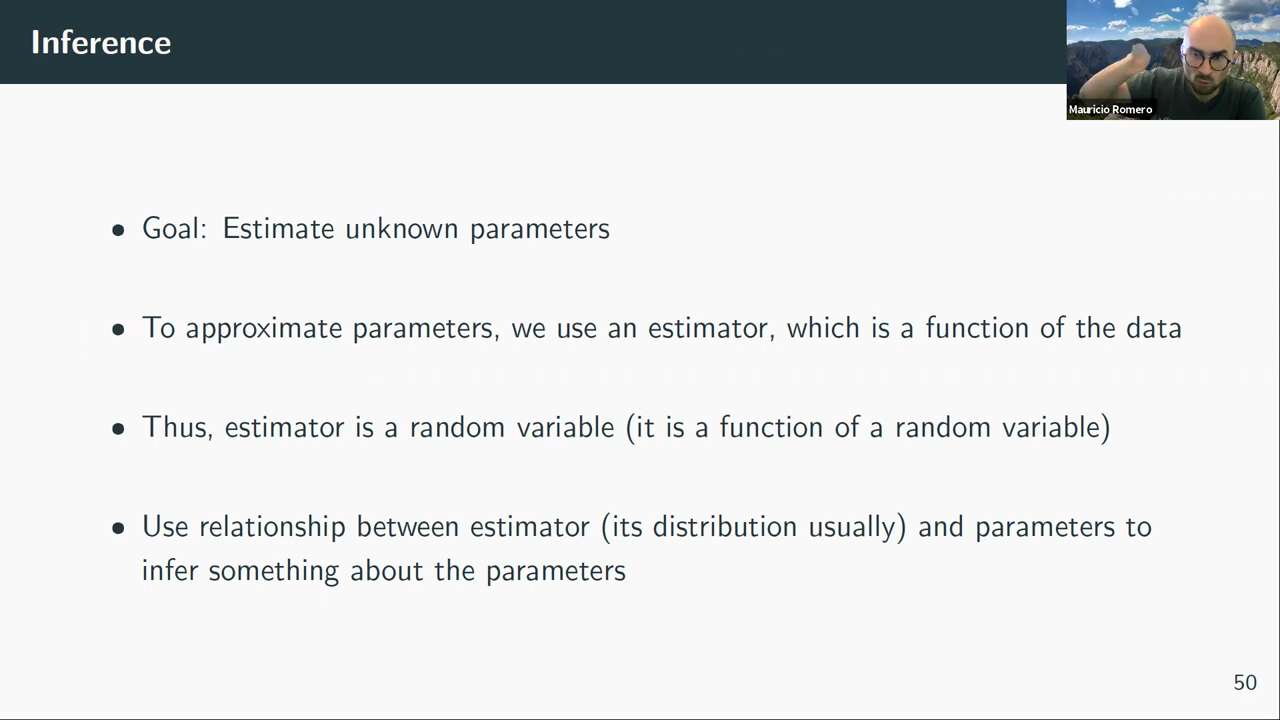 Inference
Mauricio Romero
• Goal: Estimate unknown parameters
• To approximate parameters, we use an estimator, which is a function of the data
• Thus, estimator is a random variable (it is a function of a random variable)
• Use relationship between estimator (its distribution usually) and parameters to
infer something about the parameters
50